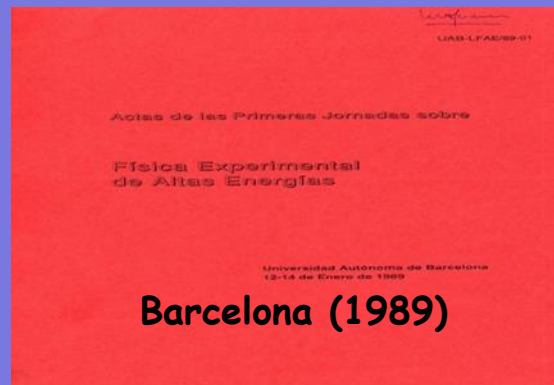 UAB-LFAE/89-01
Actas de las Primeras Jornadas sobre
Física Experimental
de Altas Energías
Universidad Autónoma de Barcelona
12-14 de Enero de 1989
Barcelona (1989)